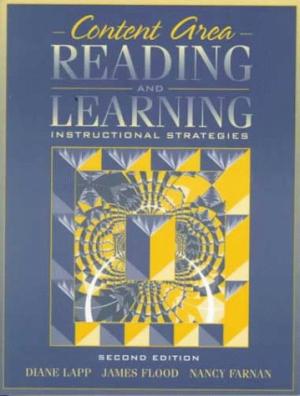 Content Area
READING
AND
LEARNING
INSTRUCTIONAL STRATEGIES
SECOND EDITION
DIANE LAPP JAMES FLOOD NANCY FARNAN